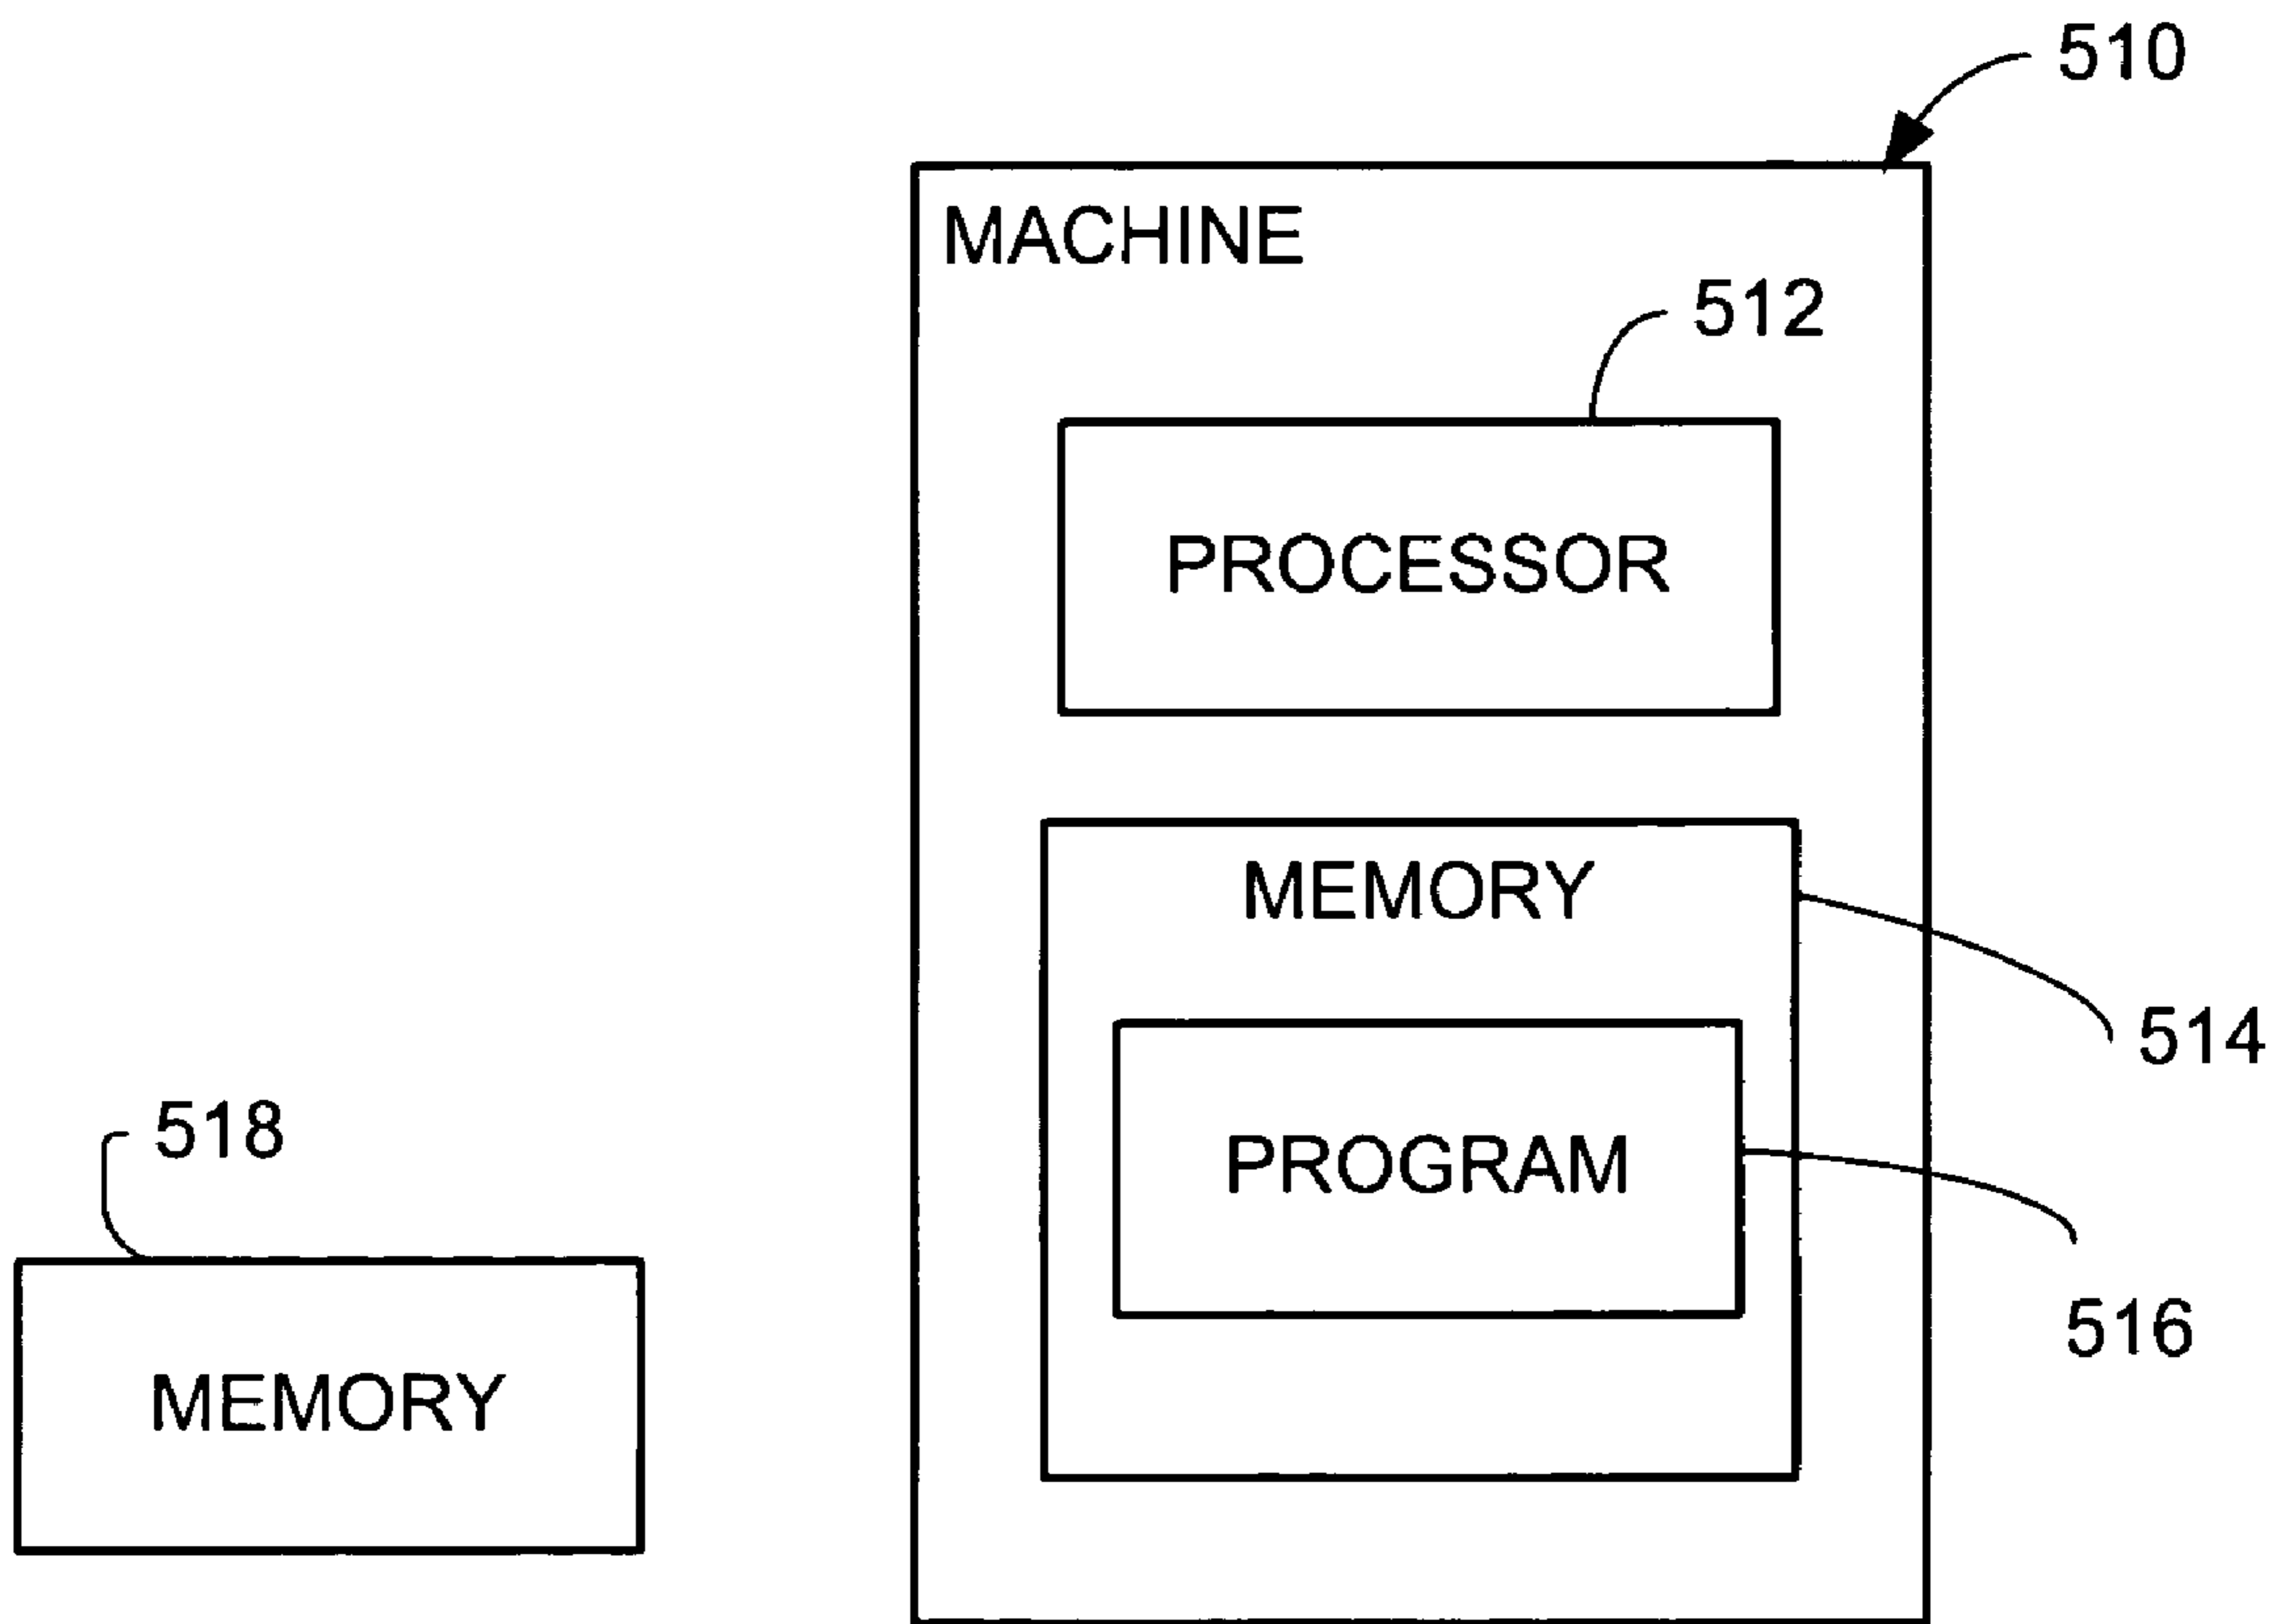 510
MACHINE
512
PROCESSOR
MEMORY
514
518
PROGRAM
516
MEMORY